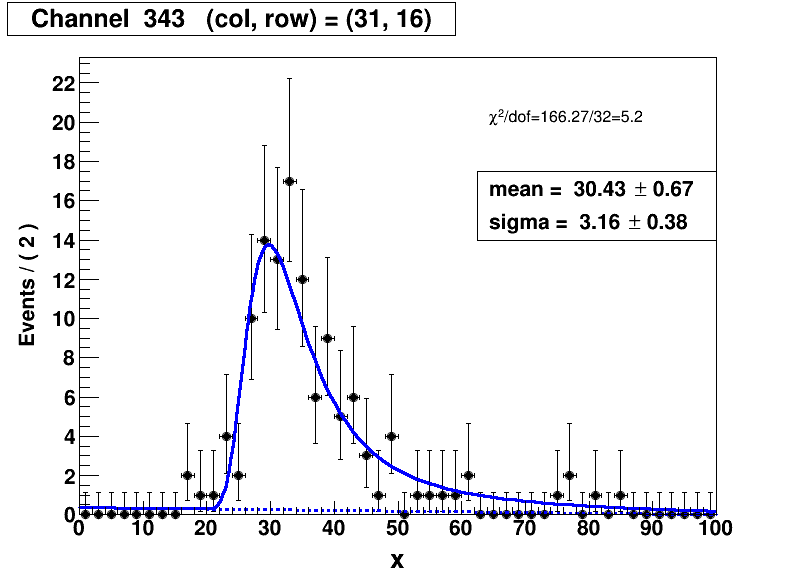 Channel 343 (col, row) = (31, 16)
χ²/dof=166.27/32=5.2
mean = 30.43 ± 0.67
sigma = 3.16 ± 0.38
Events / ( 2 )
22
20
18
16
14
12
10
8
6
4
2
0
0 10 20 30 40 50 60 70 80 90 100
x